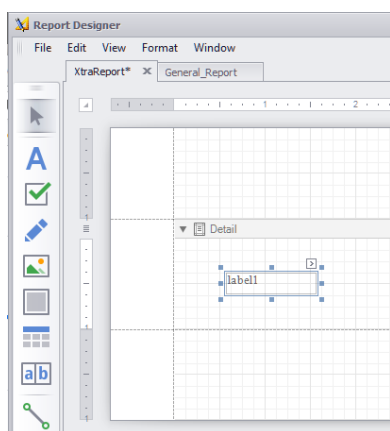 Report Designer
File Edit View Format Window
XtraReport* General_Report
1 2
Detail
label1
A
a b